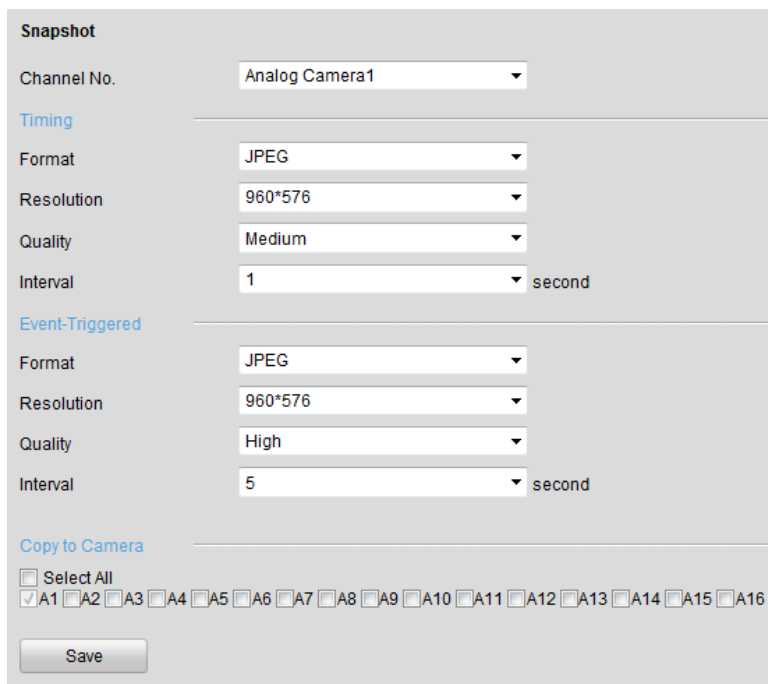 Snapshot
Channel No. Analog Camera1
Timing
Format JPEG
Resolution 960*576
Quality Medium
Interval 1 second
Event-Triggered
Format JPEG
Resolution 960*576
Quality High
Interval 5 second
Copy to Camera
Select All
A1 A2 A3 A4 A5 A6 A7 A8 A9 A10 A11 A12 A13 A14 A15 A16
Save